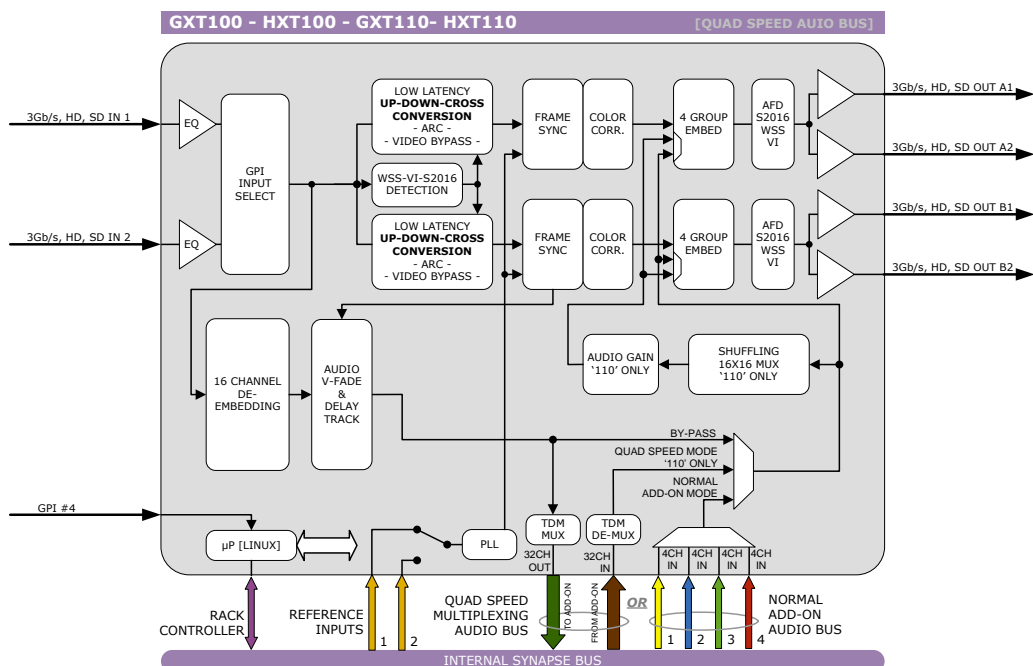 GXT100 - HXT100 - GXT110- HXT110
[QUAD SPEED AUIO BUS]
3Gb/s, HD, SD IN 1
EQ
GPI
INPUT
SELECT
LOW LATENCY
UP-DOWN-CROSS
CONVERSION
- ARC -
- VIDEO BYPASS -
FRAME
SYNC
COLOR
CORR.
4 GROUP
EMBED
AFD
S2016
WSS
VI
3Gb/s, HD, SD OUT A1
3Gb/s, HD, SD OUT A2
WSS-VI-S2016
DETECTION
3Gb/s, HD, SD IN 2
EQ
LOW LATENCY
UP-DOWN-CROSS
CONVERSION
- ARC -
- VIDEO BYPASS -
FRAME
SYNC
COLOR
CORR.
4 GROUP
EMBED
AFD
S2016
WSS
VI
3Gb/s, HD, SD OUT B1
3Gb/s, HD, SD OUT B2
16 CHANNEL
DE-
EMBEDDING
AUDIO
V-FADE
&
DELAY
TRACK
AUDIO GAIN
'110' ONLY
SHUFFLING
16X16 MUX
'110' ONLY
BY-PASS
QUAD SPEED MODE
'110' ONLY
NORMAL
ADD-ON MODE
GPI #4
µP [LINUX]
PLL
TDM
MUX
TDM
DE-MUX
32CH
OUT
32CH
IN
4CH
IN
4CH
IN
4CH
IN
4CH
IN
RACK
CONTROLLER
REFERENCE
INPUTS
1
2
QUAD SPEED
MULTIPLEXING
AUDIO BUS
TO ADD-ON
FROM ADD-ON
OR
1
2
3
4
NORMAL
ADD-ON
AUDIO BUS
INTERNAL SYNAPSE BUS